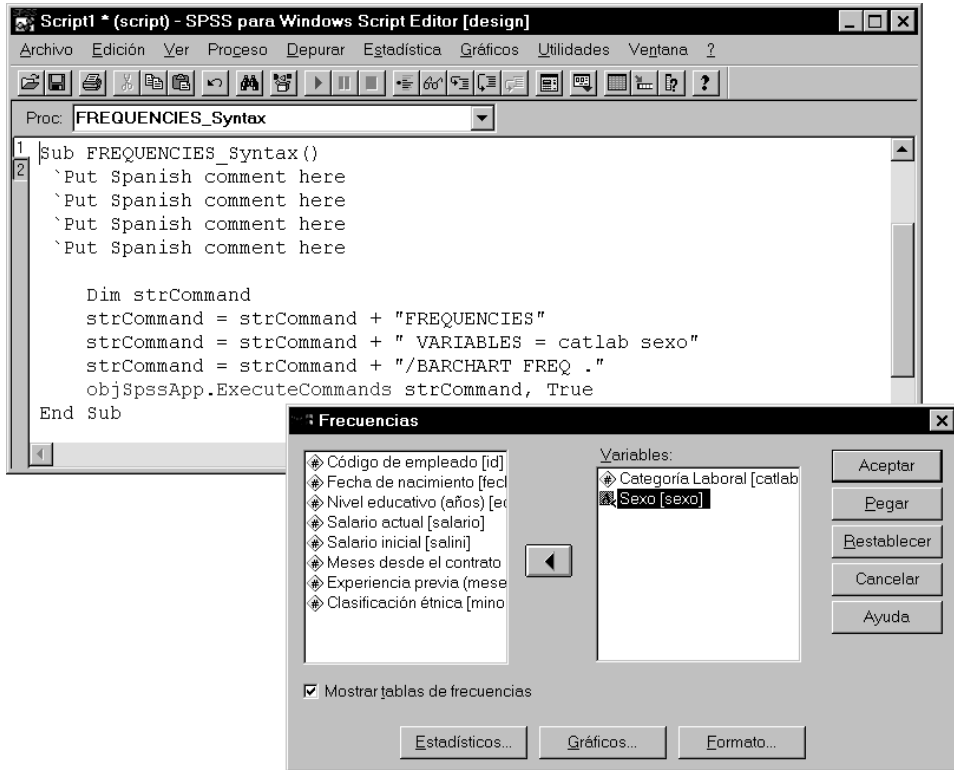 Script1 * (script) - SPSS para Windows Script Editor [design]
Archivo Edición Ver Proceso Depurar Estadística Gráficos Utilidades Ventana ?
Proc: FREQUENCIES_Syntax
1
2
Sub FREQUENCIES_Syntax()
`Put Spanish comment here
`Put Spanish comment here
`Put Spanish comment here
`Put Spanish comment here
Dim strCommand
strCommand = strCommand + "FREQUENCIES"
strCommand = strCommand + " VARIABLES = catlab sexo"
strCommand = strCommand + "/BARCHART FREQ ."
objSpssApp.ExecuteCommands strCommand, True
End Sub
Frecuencias
Código de empleado [id]
Fecha de nacimiento [fecl
Nivel educativo (años) [e
Salario actual [salario]
Salario inicial [salini]
Meses desde el contrato
Experiencia previa (mese
Clasificación étnica [mino
Variables:
Categoría Laboral [catlab
Sexo [sexo]
Aceptar
Pegar
Restablecer
Cancelar
Ayuda
Mostrar tablas de frecuencias
Estadísticos... Gráficos... Formato...